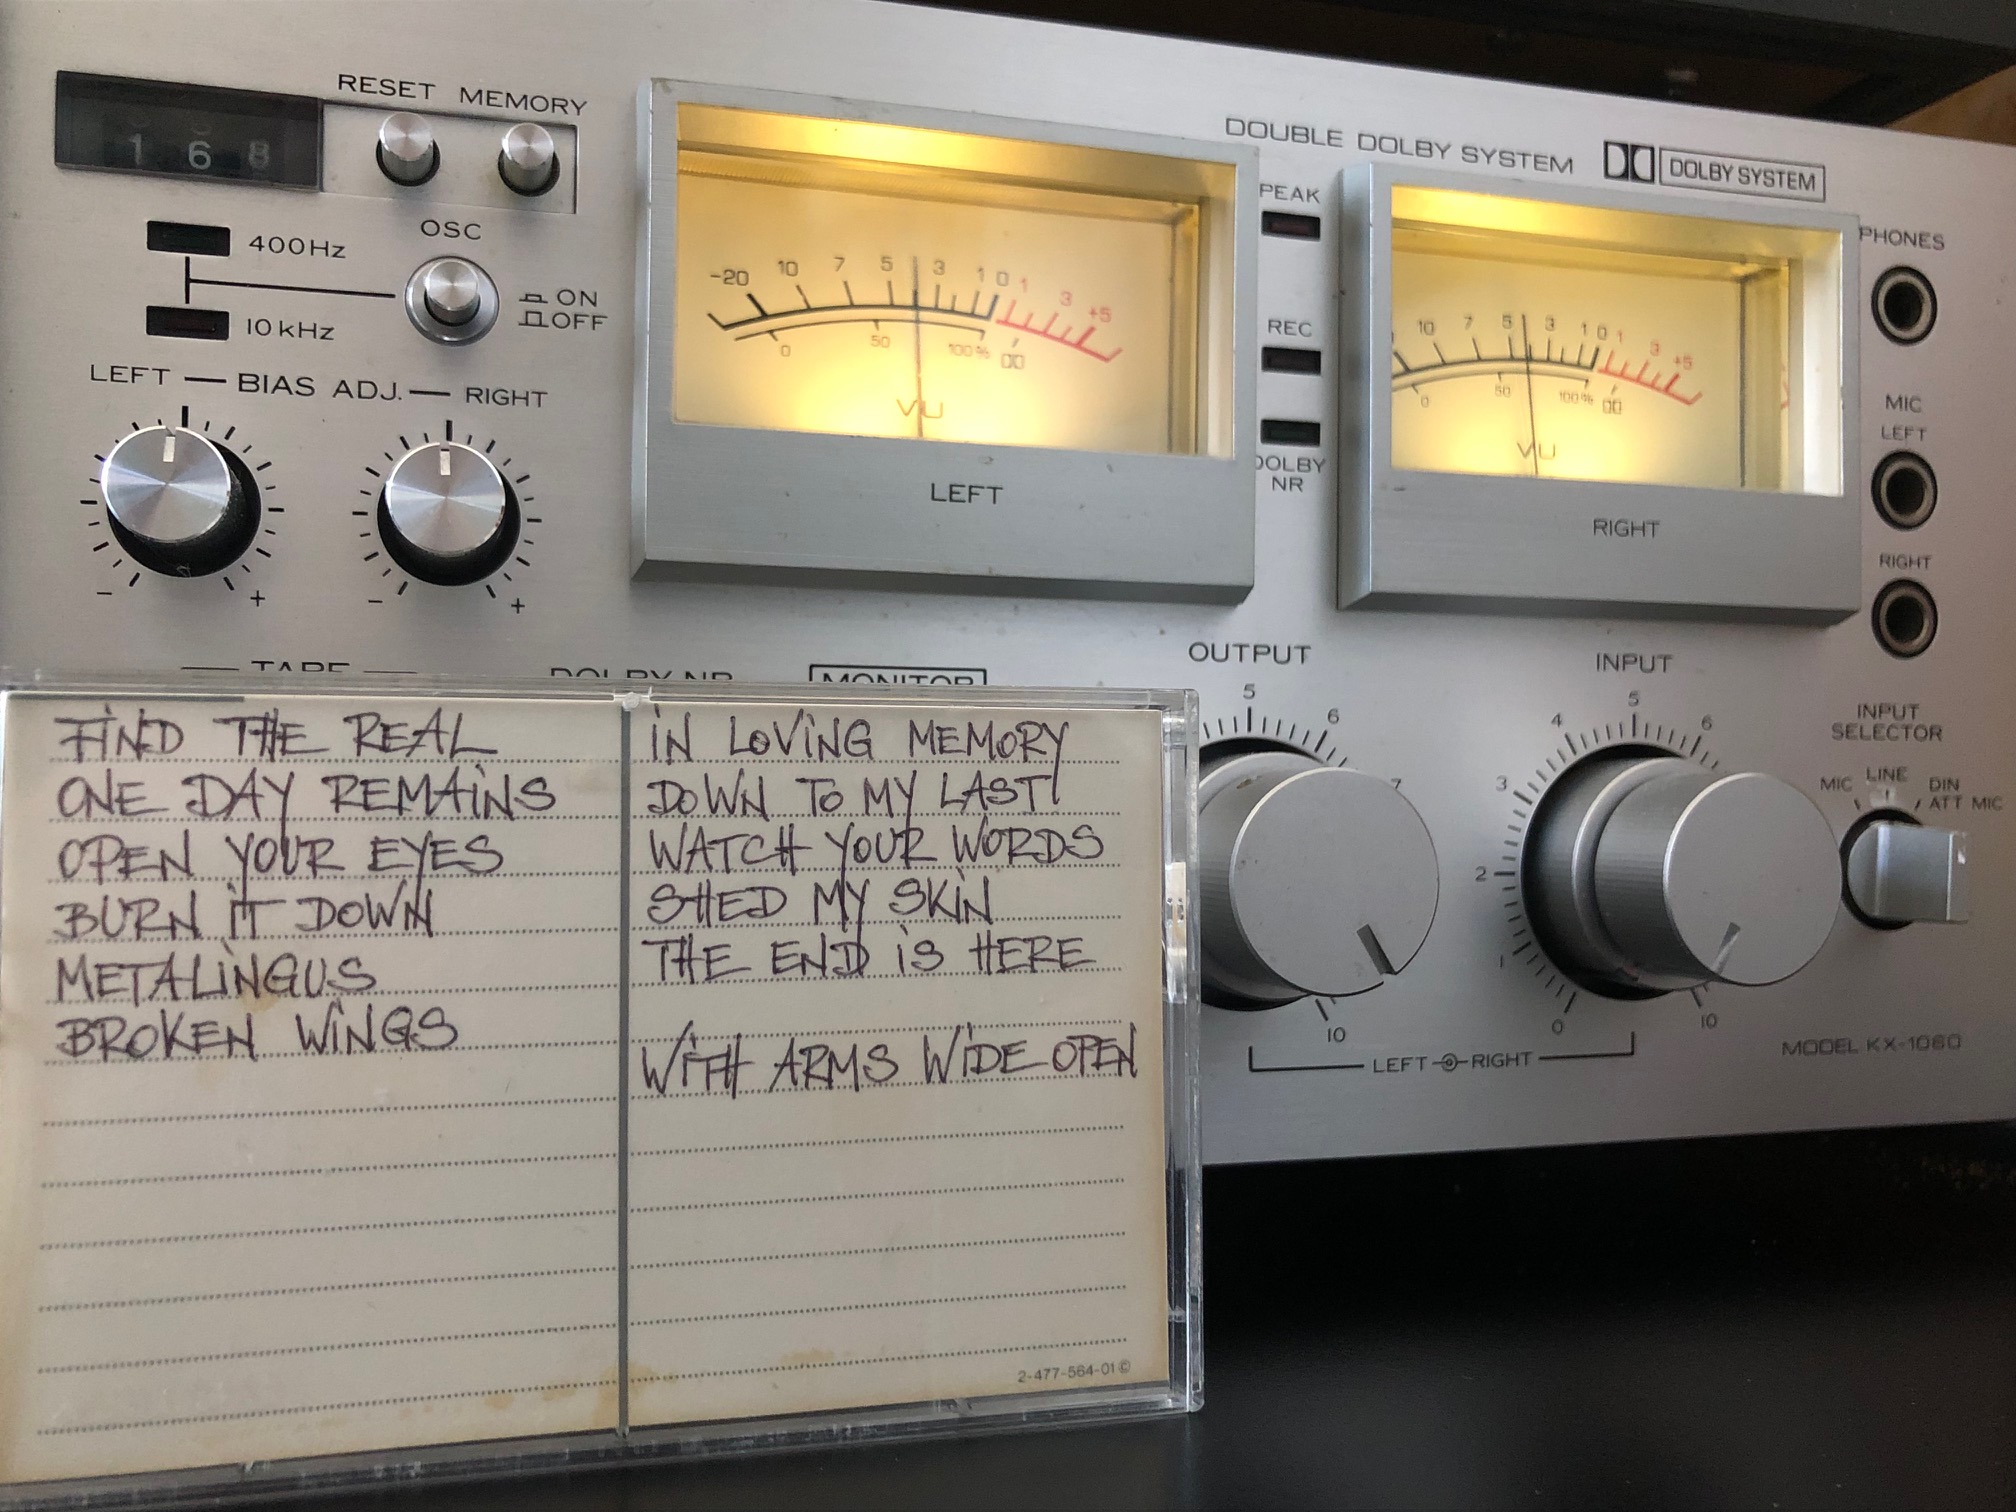 RESET MEMORY
1 6 8
OSC
400Hz
10kHz
ON
OFF
LEFT — BIAS ADJ. — RIGHT
- +
- +
-20 10 7 5 3 1 0 1 3 +5
0 50 100%
VU
LEFT
DOUBLE DOLBY SYSTEM
DOLBY SYSTEM
PEAK
REC
DOLBY
NR
10 7 5 3 1 0 1 3 +5
0 50 100%
VU
RIGHT
PHONES
MIC
LEFT
RIGHT
TAPE
DOLBY NR
MONITOR
OUTPUT
5 6 7 10
INPUT
0 1 2 3 4 5 6 10
LEFT RIGHT
INPUT
SELECTOR
MIC LINE DIN
ATT MIC
MODEL KX-1060
FiND THE REAL
ONE DAY REMAiNS
OPEN YOUR EYES
BURN iT DOWN
METALiNGUS
BROKEN WiNGS
iN LOViNG MEMORY
DOWN TO MY LAST
WATCH YOUR WORDS
SHED MY SKiN
THE END iS HERE
WiTH ARMS WiDE OPEN
2-477-564-01©